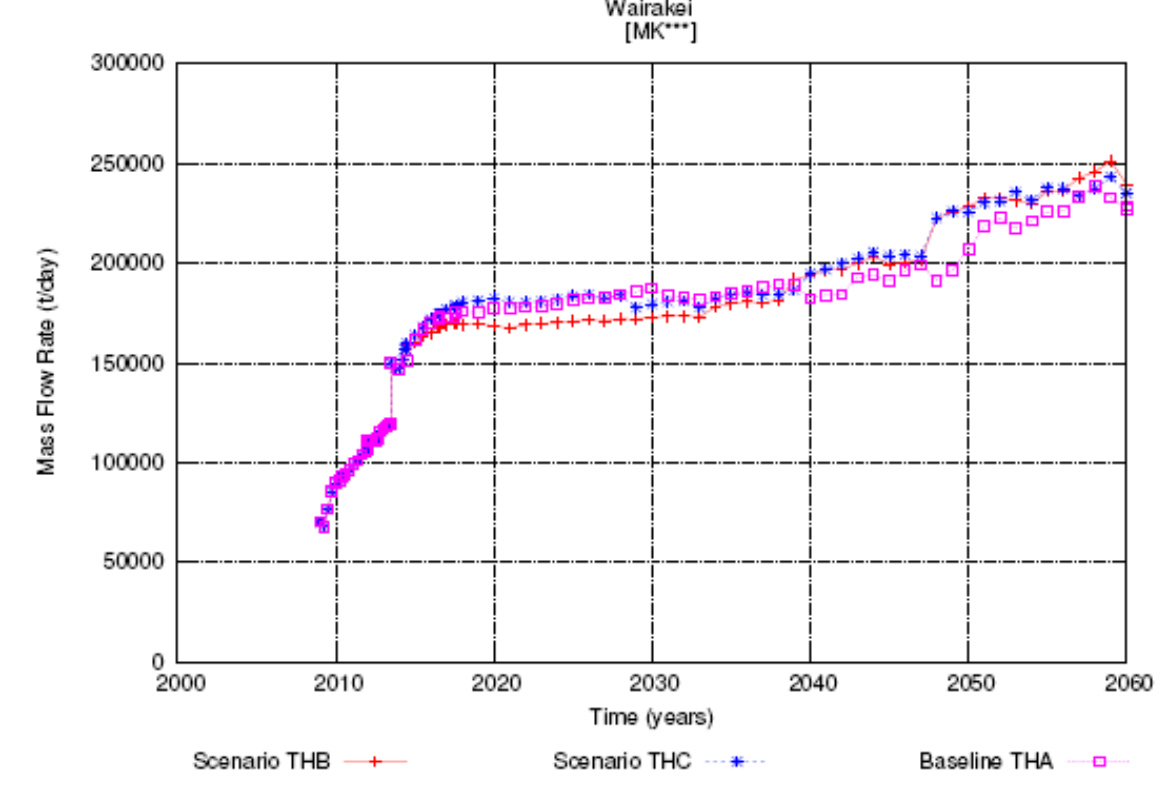 Wairakei
[MK***]
300000
250000
200000
150000
100000
50000
0
Mass Flow Rate (t/day)
2000 2010 2020 2030 2040 2050 2060
Time (years)
Scenario THB Scenario THC Baseline THA